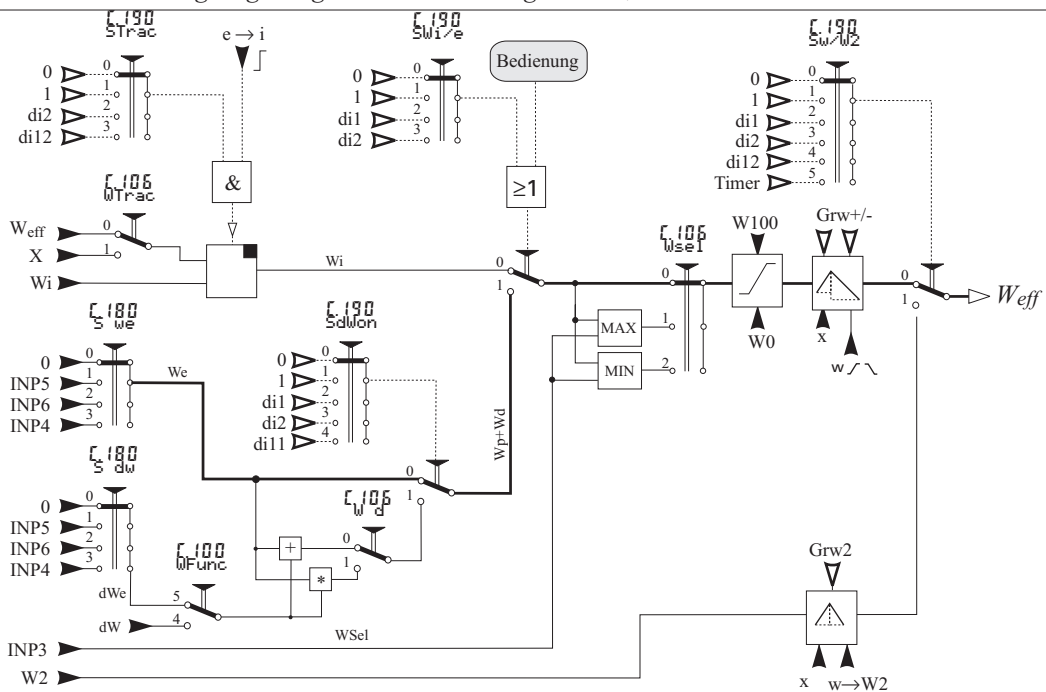 C.190
STrac
e → i
0
1
di2
di12
0
1
2
3
&
C.190
SWi/e
0
1
di1
di2
0
1
2
3
Bedienung
≥1
C.190
Sw/W2
0
1
di1
di2
di12
Timer
0
1
2
3
4
5
C.106
WTrac
Weff
X
Wi
0
1
Wi
0
1
C.106
Wsel
0
1
2
MAX
MIN
W100
W0
Grw+/-
x
w
0
1
Weff
C.180
S we
0
INP5
INP6
INP4
0
1
2
3
We
C.190
SdWon
0
1
di1
di2
di11
0
1
2
3
4
Wp+Wd
0
1
C.180
S dw
0
INP5
INP6
INP4
0
1
2
3
dWe
dW
C.100
WFunc
5
4
+
*
C.106
W d
0
1
WSel
INP3
W2
Grw2
x
w→W2